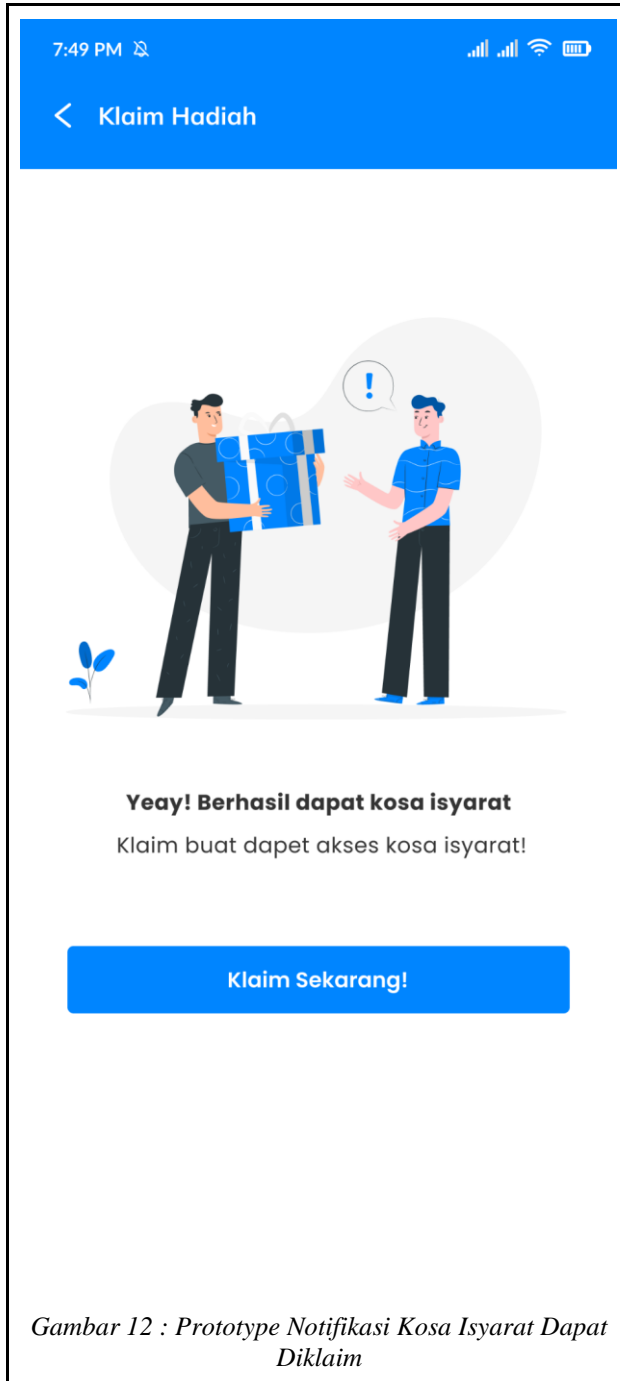 7:49 PM
Klaim Hadiah
!
Yeay! Berhasil dapat kosa isyarat
Klaim buat dapet akses kosa isyarat!
Klaim Sekarang!
Gambar 12 : Prototype Notifikasi Kosa Isyarat Dapat
Diklaim